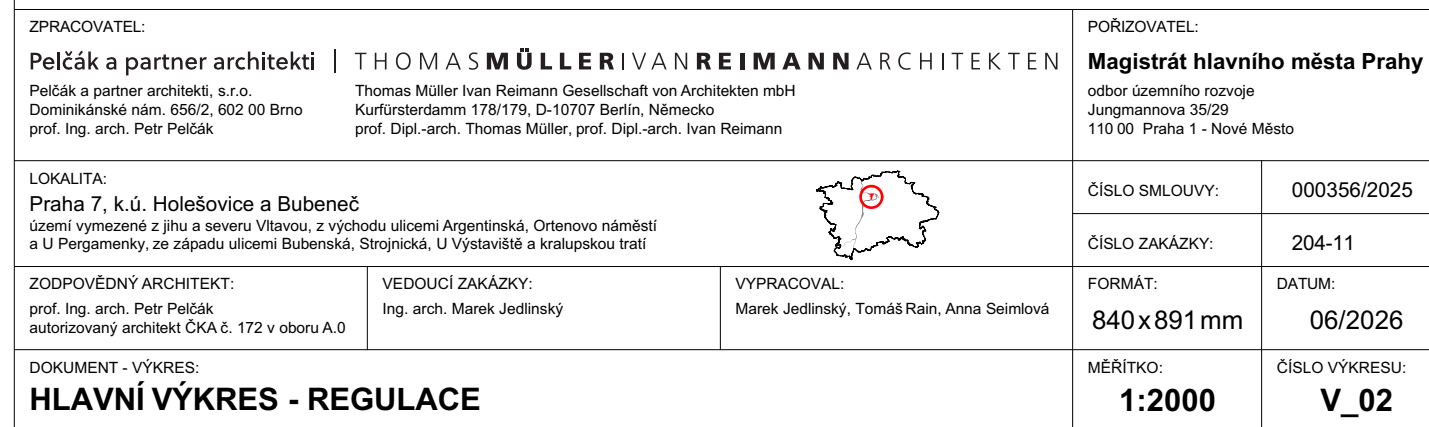 ZPRACOVATEL:
Pelčák a partner architekti | THOMASMÜLLERIVANREIMANNARCHITEKTEN
Pelčák a partner architekti, s.r.o.
Dominikánské nám. 656/2, 602 00 Brno
prof. Ing. arch. Petr Pelčák
Thomas Müller Ivan Reimann Gesellschaft von Architekten mbH
Kurfürsterdamm 178/179, D-10707 Berlín, Německo
prof. Dipl.-arch. Thomas Müller, prof. Dipl.-arch. Ivan Reimann
POŘIZOVATEL:
Magistrát hlavního města Prahy
odbor územního rozvoje
Jungmannova 35/29
110 00 Praha 1 - Nové Město
LOKALITA:
Praha 7, k.ú. Holešovice a Bubeneč
území vymezené z jihu a severu Vltavou, z východu ulicemi Argentinská, Ortenovo náměstí
a U Pergamenky, ze západu ulicemi Bubenská, Strojnická, U Výstaviště a kralupskou tratí
ČÍSLO SMLOUVY: 000356/2025
ČÍSLO ZAKÁZKY: 204-11
ZODPOVĚDNÝ ARCHITEKT:
prof. Ing. arch. Petr Pelčák
autorizovaný architekt ČKA č. 172 v oboru A.0
VEDOUCÍ ZAKÁZKY:
Ing. arch. Marek Jedlinský
VYPRACOVAL:
Marek Jedlinský, Tomáš Rain, Anna Seimlová
FORMÁT:
840x891mm
DATUM:
06/2026
DOKUMENT - VÝKRES:
HLAVNÍ VÝKRES - REGULACE
MĚŘÍTKO:
1:2000
ČÍSLO VÝKRESU:
V_02